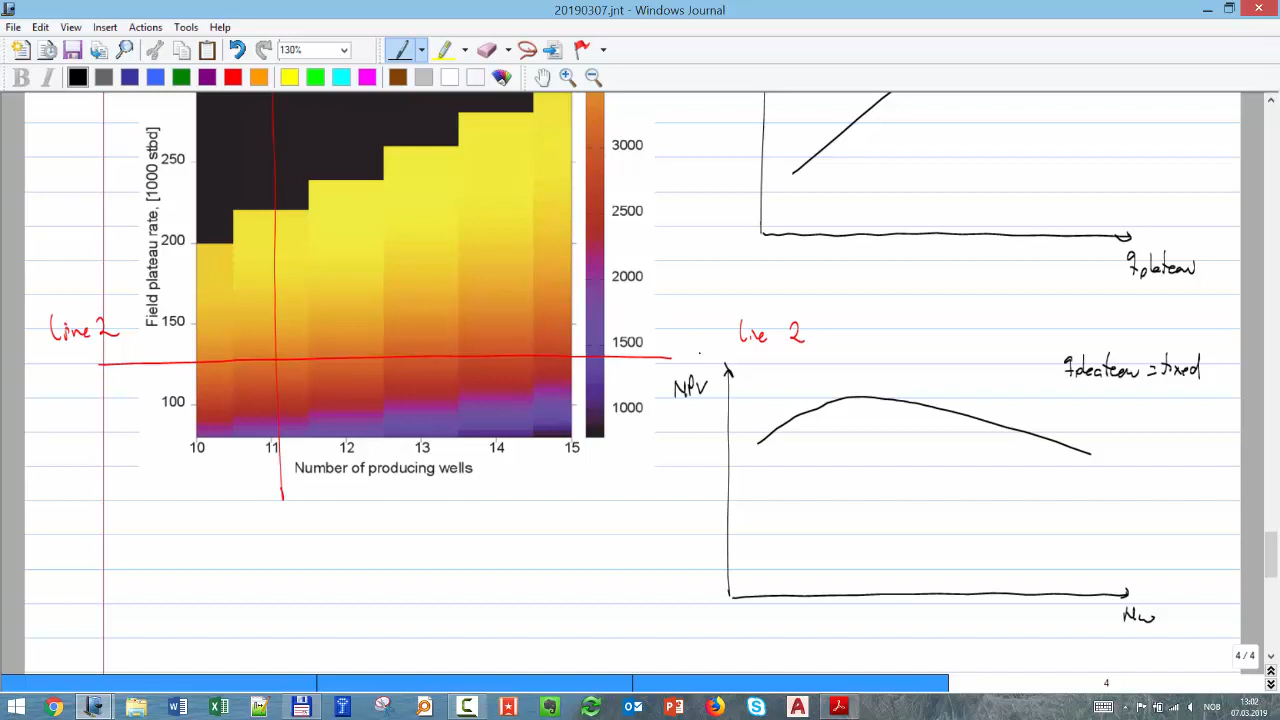 20190307.jnt - Windows Journal
File Edit View Insert Actions Tools Help
130%
B I
Field plateau rate, [1000 stbd]
250
200
150
100
10 11 12 13 14 15
Number of producing wells
3000
2500
2000
1500
1000
qplateau
Line 2
Lie 2
NPV
qplateau = fixed
Nw
4 / 4
4
NOB
13:02
07.03.2019